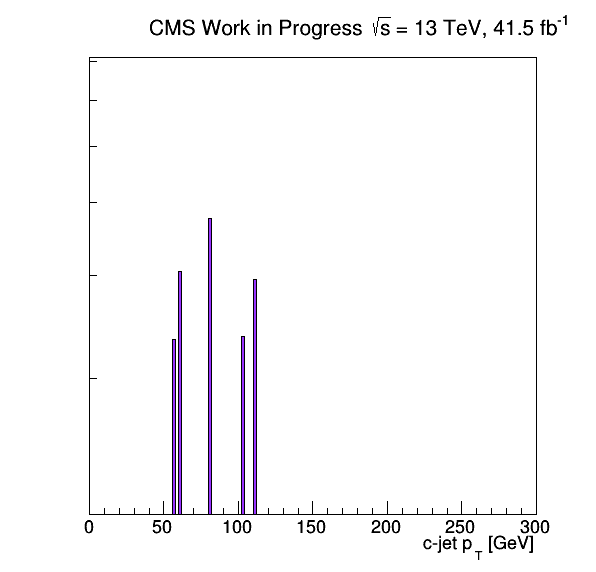 CMS Work in Progress √s = 13 TeV, 41.5 fb⁻¹
0 50 100 150 200 250 300
c-jet p_T [GeV]